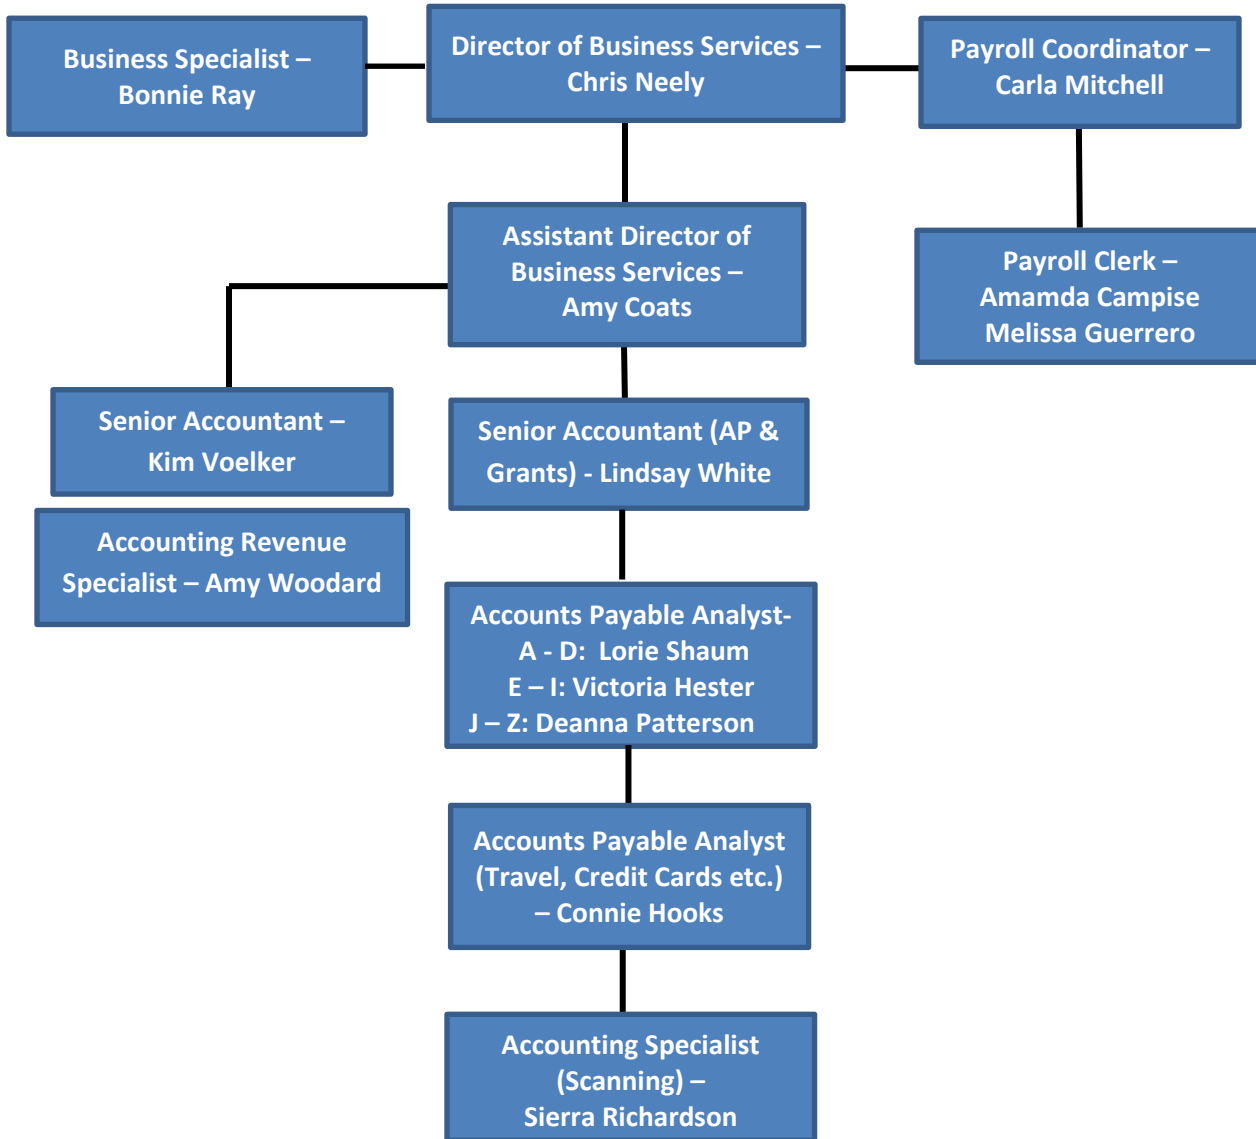 Business Specialist –
Bonnie Ray
Director of Business Services –
Chris Neely
Payroll Coordinator –
Carla Mitchell
Assistant Director of
Business Services –
Amy Coats
Payroll Clerk –
Amamda Campise
Melissa Guerrero
Senior Accountant –
Kim Voelker
Senior Accountant (AP &
Grants) - Lindsay White
Accounting Revenue
Specialist – Amy Woodard
Accounts Payable Analyst-
A - D:  Lorie Shaum
E – I: Victoria Hester
J – Z: Deanna Patterson
Accounts Payable Analyst
(Travel, Credit Cards etc.)
– Connie Hooks
Accounting Specialist
(Scanning) –
Sierra Richardson